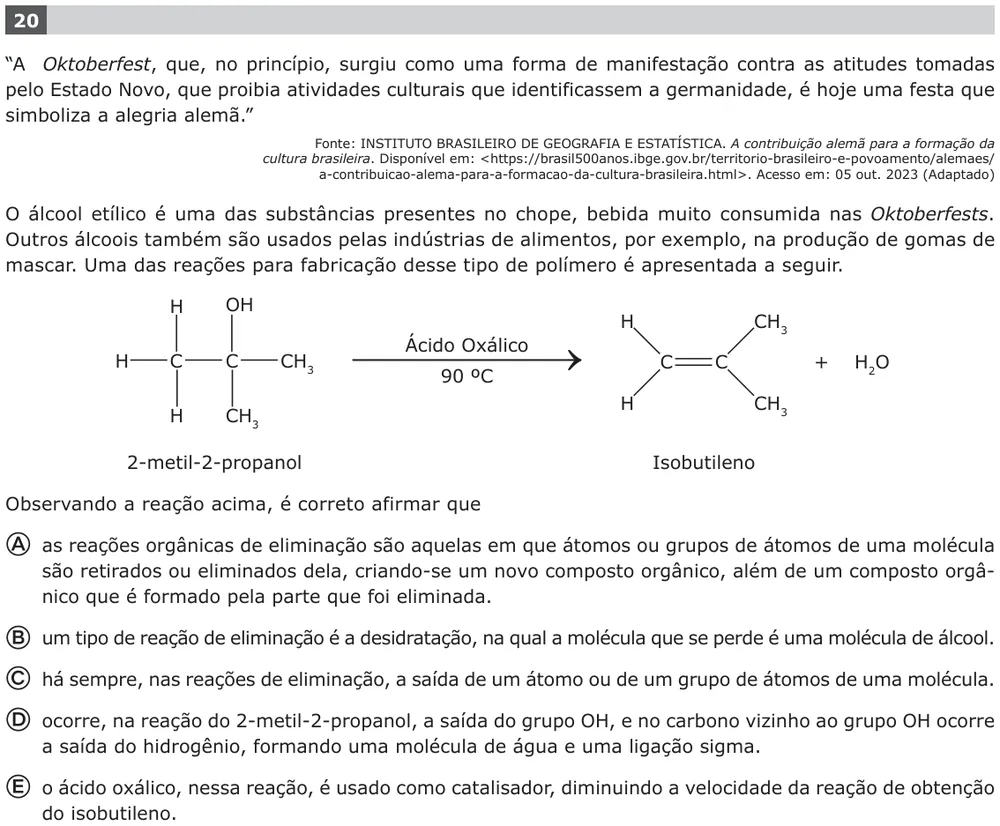 20
“A Oktoberfest, que, no princípio, surgiu como uma forma de manifestação contra as atitudes tomadas
pelo Estado Novo, que proibia atividades culturais que identificassem a germanidade, é hoje uma festa que
simboliza a alegria alemã.”
Fonte: INSTITUTO BRASILEIRO DE GEOGRAFIA E ESTATÍSTICA. A contribuição alemã para a formação da
cultura brasileira. Disponível em: <https://brasil500anos.ibge.gov.br/territorio-brasileiro-e-povoamento/alemaes/
a-contribuicao-alema-para-a-formacao-da-cultura-brasileira.html>. Acesso em: 05 out. 2023 (Adaptado)
O álcool etílico é uma das substâncias presentes no chope, bebida muito consumida nas Oktoberfests.
Outros álcoois também são usados pelas indústrias de alimentos, por exemplo, na produção de gomas de
mascar. Uma das reações para fabricação desse tipo de polímero é apresentada a seguir.
H OH
H C C CH3
H CH3
2-metil-2-propanol
Ácido Oxálico
90 ºC
H CH3
C C
H CH3
+ H2O
Isobutileno
Observando a reação acima, é correto afirmar que
A as reações orgânicas de eliminação são aquelas em que átomos ou grupos de átomos de uma molécula
são retirados ou eliminados dela, criando-se um novo composto orgânico, além de um composto orgâ-
nico que é formado pela parte que foi eliminada.
B um tipo de reação de eliminação é a desidratação, na qual a molécula que se perde é uma molécula de álcool.
C há sempre, nas reações de eliminação, a saída de um átomo ou de um grupo de átomos de uma molécula.
D ocorre, na reação do 2-metil-2-propanol, a saída do grupo OH, e no carbono vizinho ao grupo OH ocorre
a saída do hidrogênio, formando uma molécula de água e uma ligação sigma.
E o ácido oxálico, nessa reação, é usado como catalisador, diminuindo a velocidade da reação de obtenção
do isobutileno.